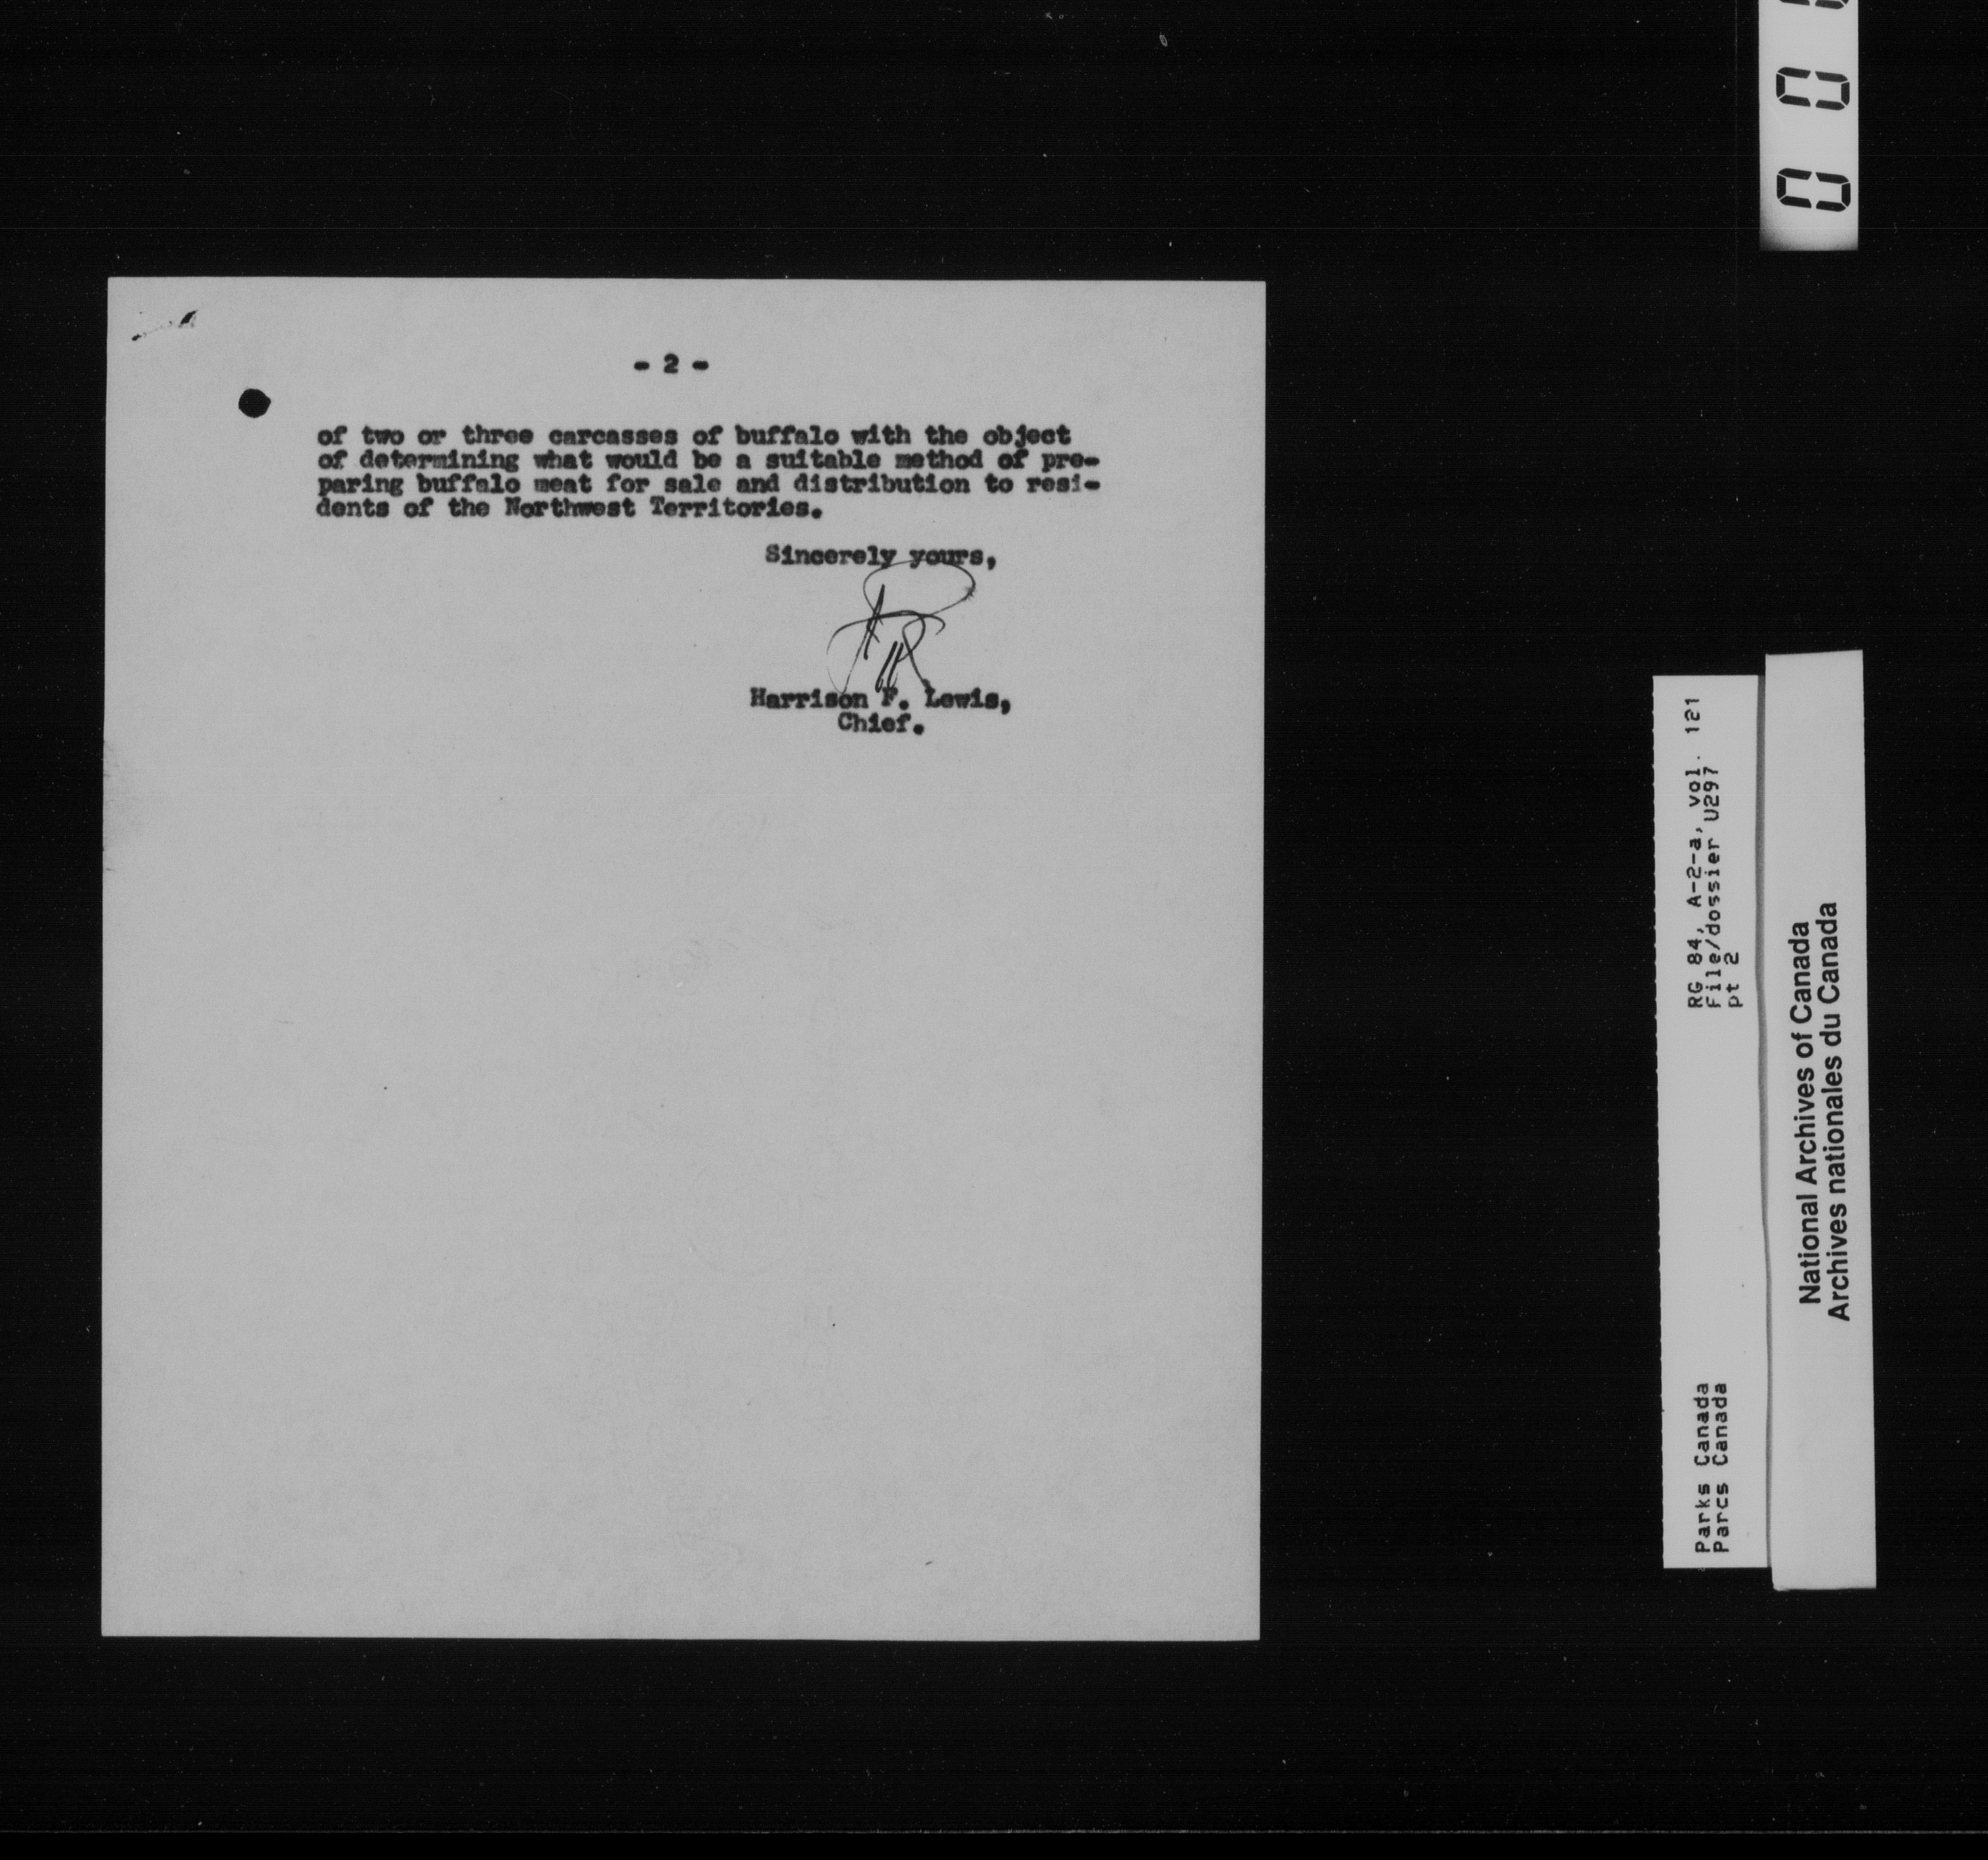 - 2 -
of two or three carcasses of buffalo with the object
of determining what would be a suitable method of pre-
paring buffalo meat for sale and distribution to resi-
dents of the Northwest Territories.
Sincerely yours,
Harrison F. Lewis,
Chief.
RG 84, A-2-a, vol. 121
File/dossier U297
pt 2
Parks Canada
Parcs Canada
National Archives of Canada
Archives nationales du Canada